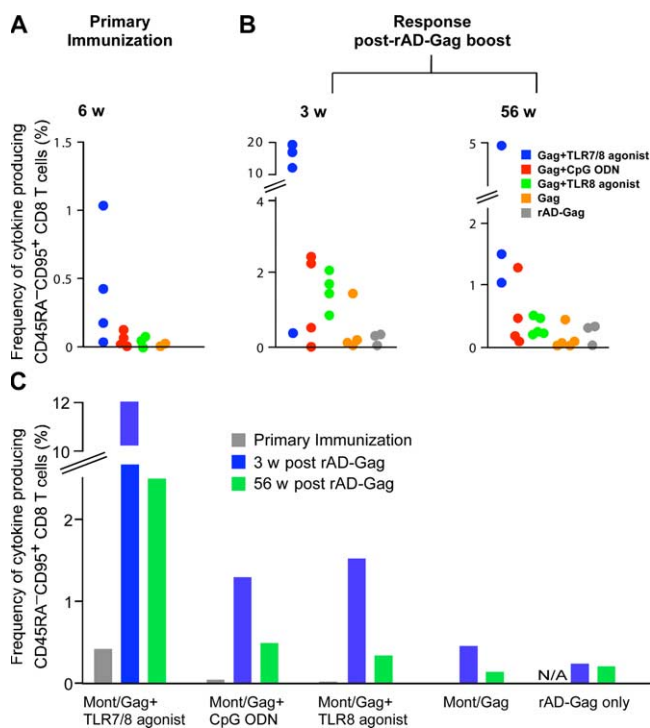 A
Primary
Immunization
B
Response
post-rAD-Gag boost
6 w
3 w
56 w
Frequency of cytokine producing
CD45RA⁻CD95⁺ CD8 T cells (%)
1.5
1
0.5
0
20
10
4
2
0
5
2
1
0
Gag+TLR7/8 agonist
Gag+CpG ODN
Gag+TLR8 agonist
Gag
rAD-Gag
C
Frequency of cytokine producing
CD45RA⁻CD95⁺ CD8 T cells (%)
12
10
2
1
0
Primary Immunization
3 w post rAD-Gag
56 w post rAD-Gag
N/A
Mont/Gag+
TLR7/8 agonist
Mont/Gag+
CpG ODN
Mont/Gag+
TLR8 agonist
Mont/Gag
rAD-Gag only